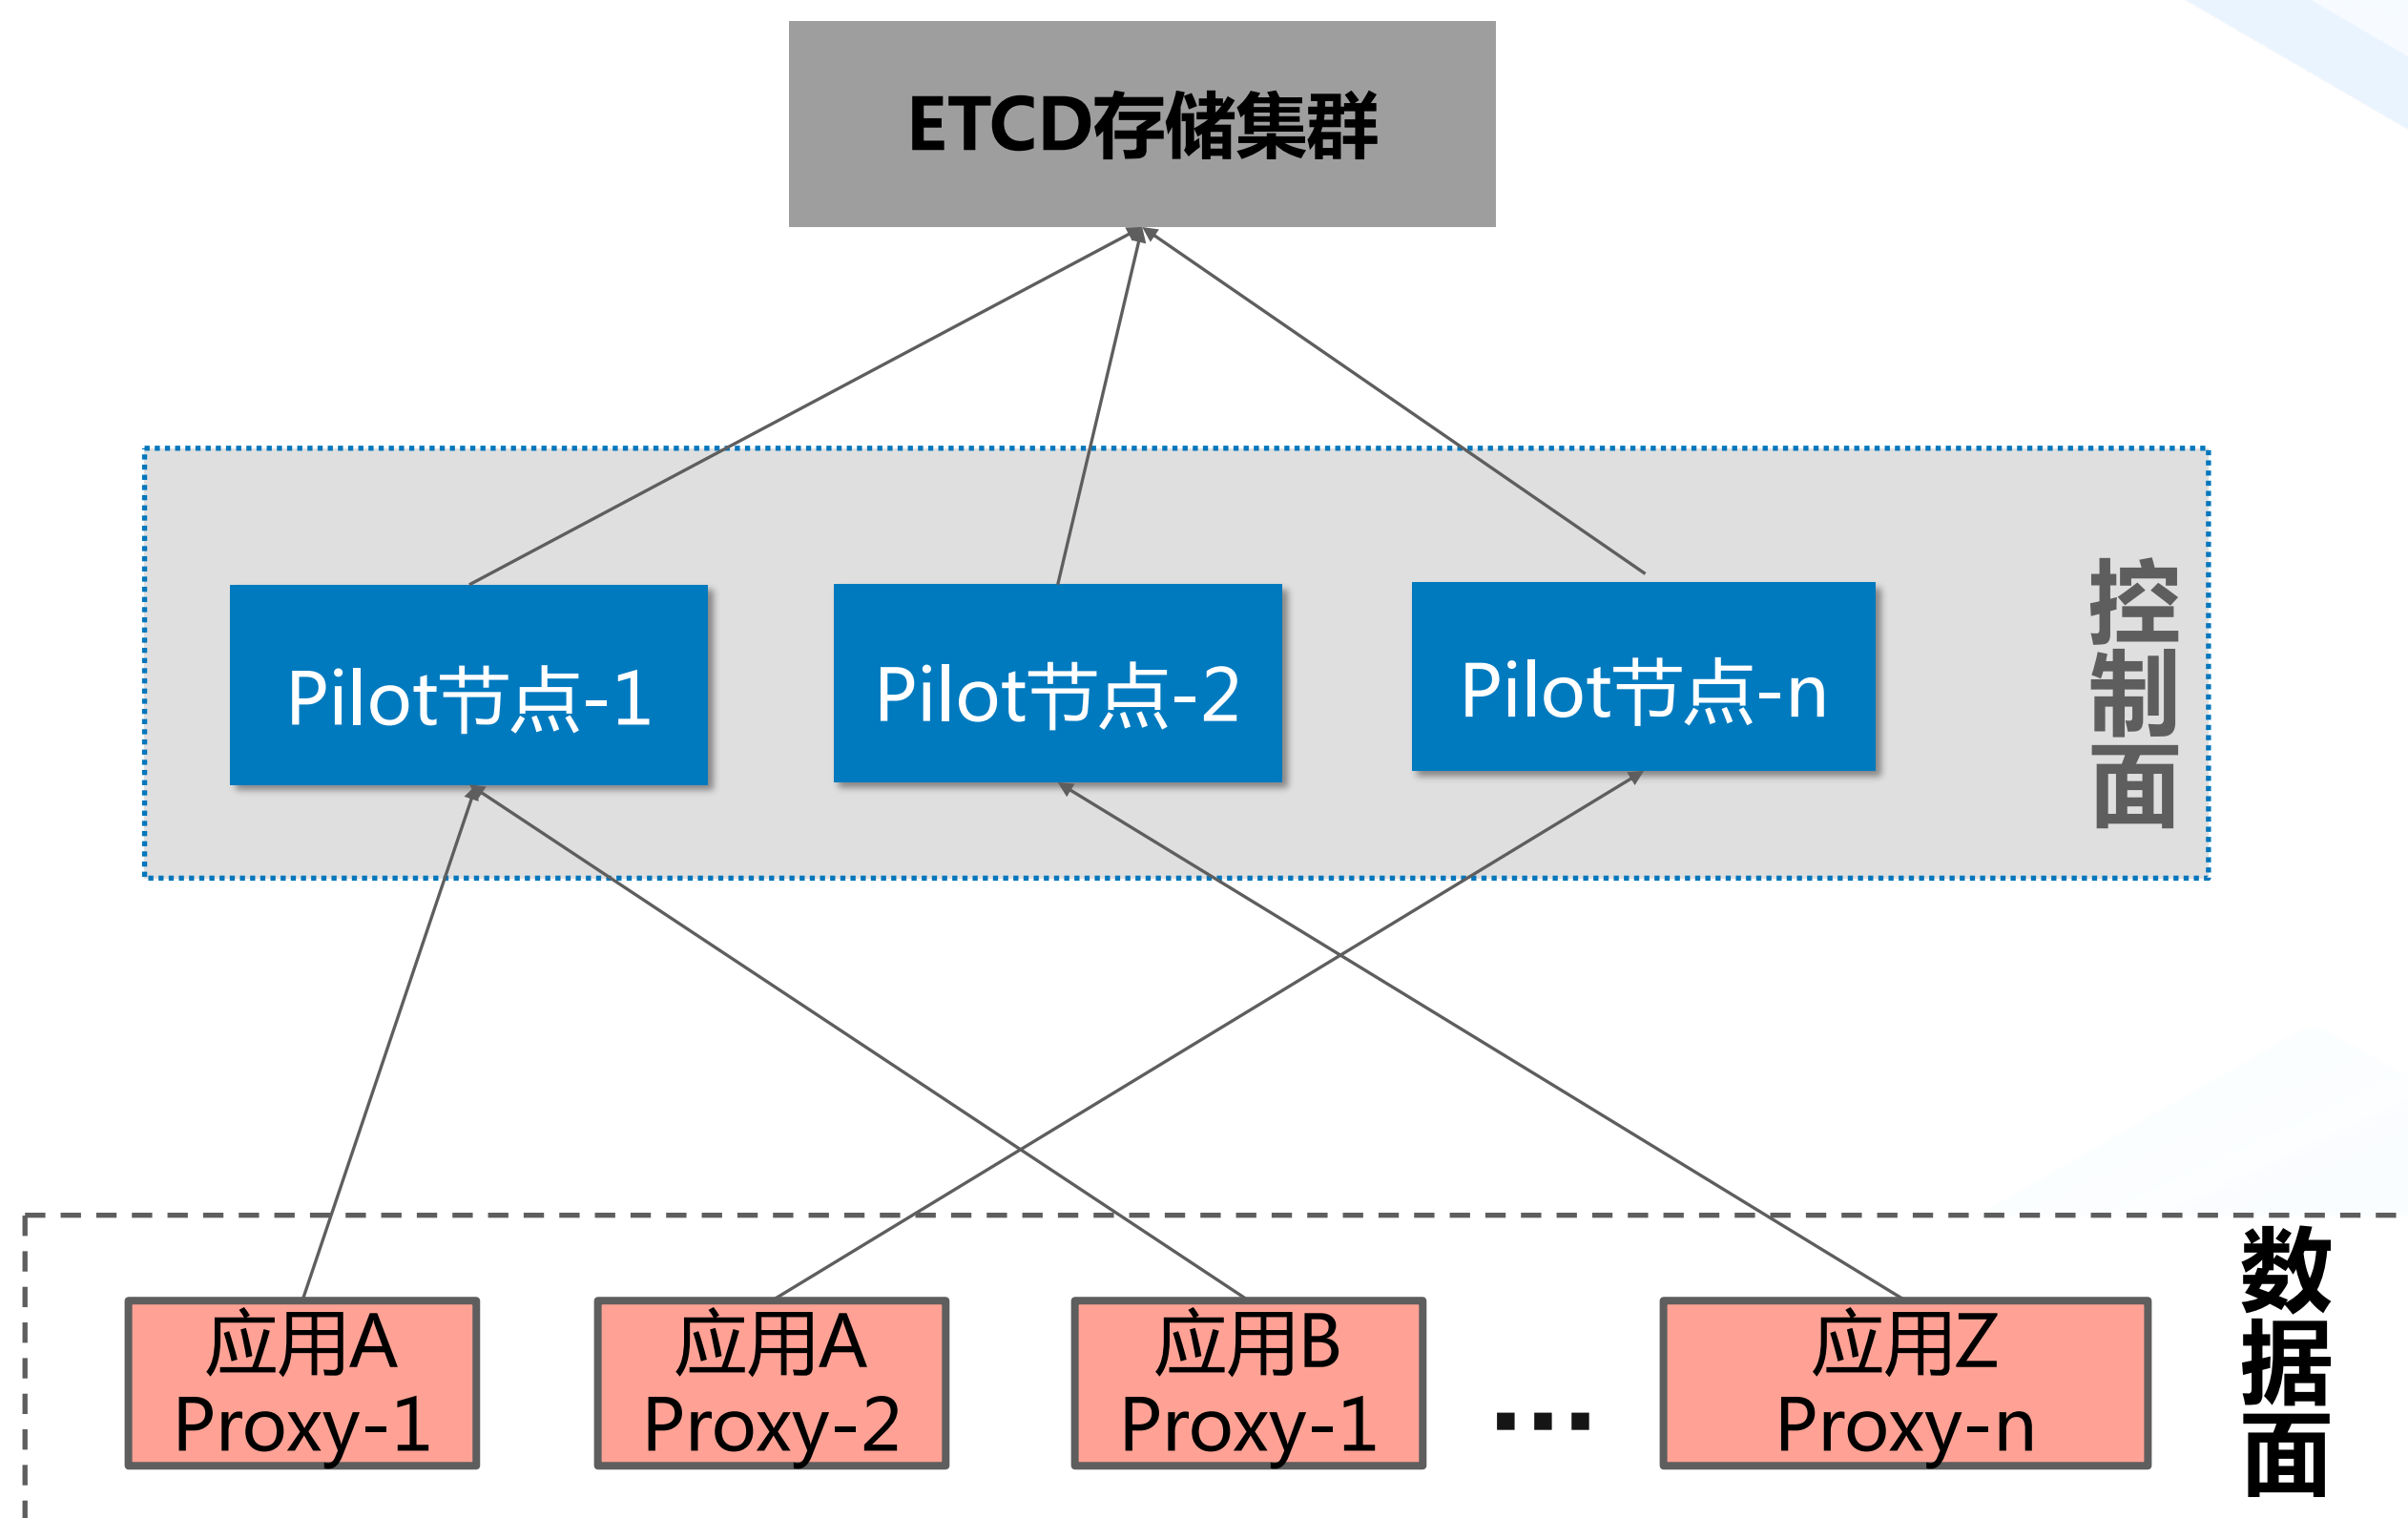 ETCD存储集群
Pilot节点-1
Pilot节点-2
Pilot节点-n
控制面
应用A
Proxy-1
应用A
Proxy-2
应用B
Proxy-1
...
应用Z
Proxy-n
数据面